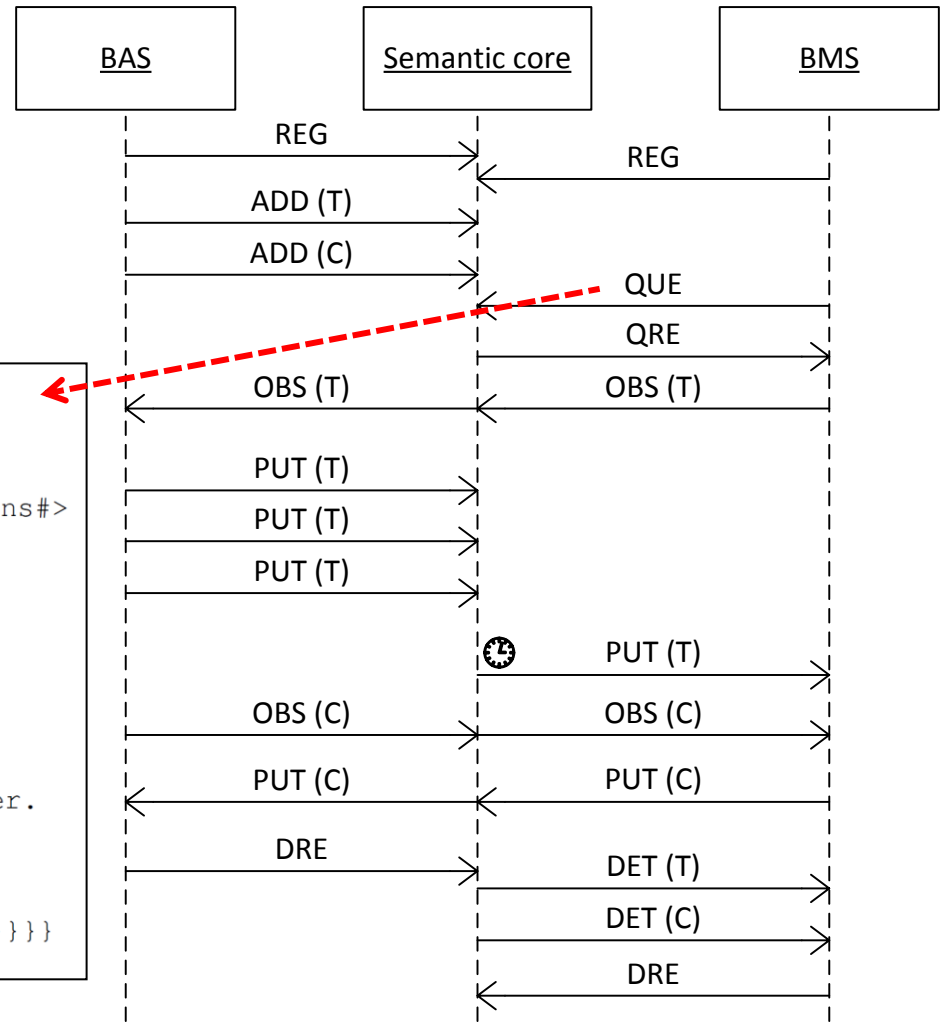 BAS Semantic core BMS
REG
REG
ADD (T)
ADD (C)
QUE
QRE
OBS (T) OBS (T)
PUT (T)
ns#>
PUT (T)
PUT (T)
PUT (T)
OBS (C) OBS (C)
PUT (C) PUT (C)
er.
DRE
DET (T)
DET (C)
}}}
DRE